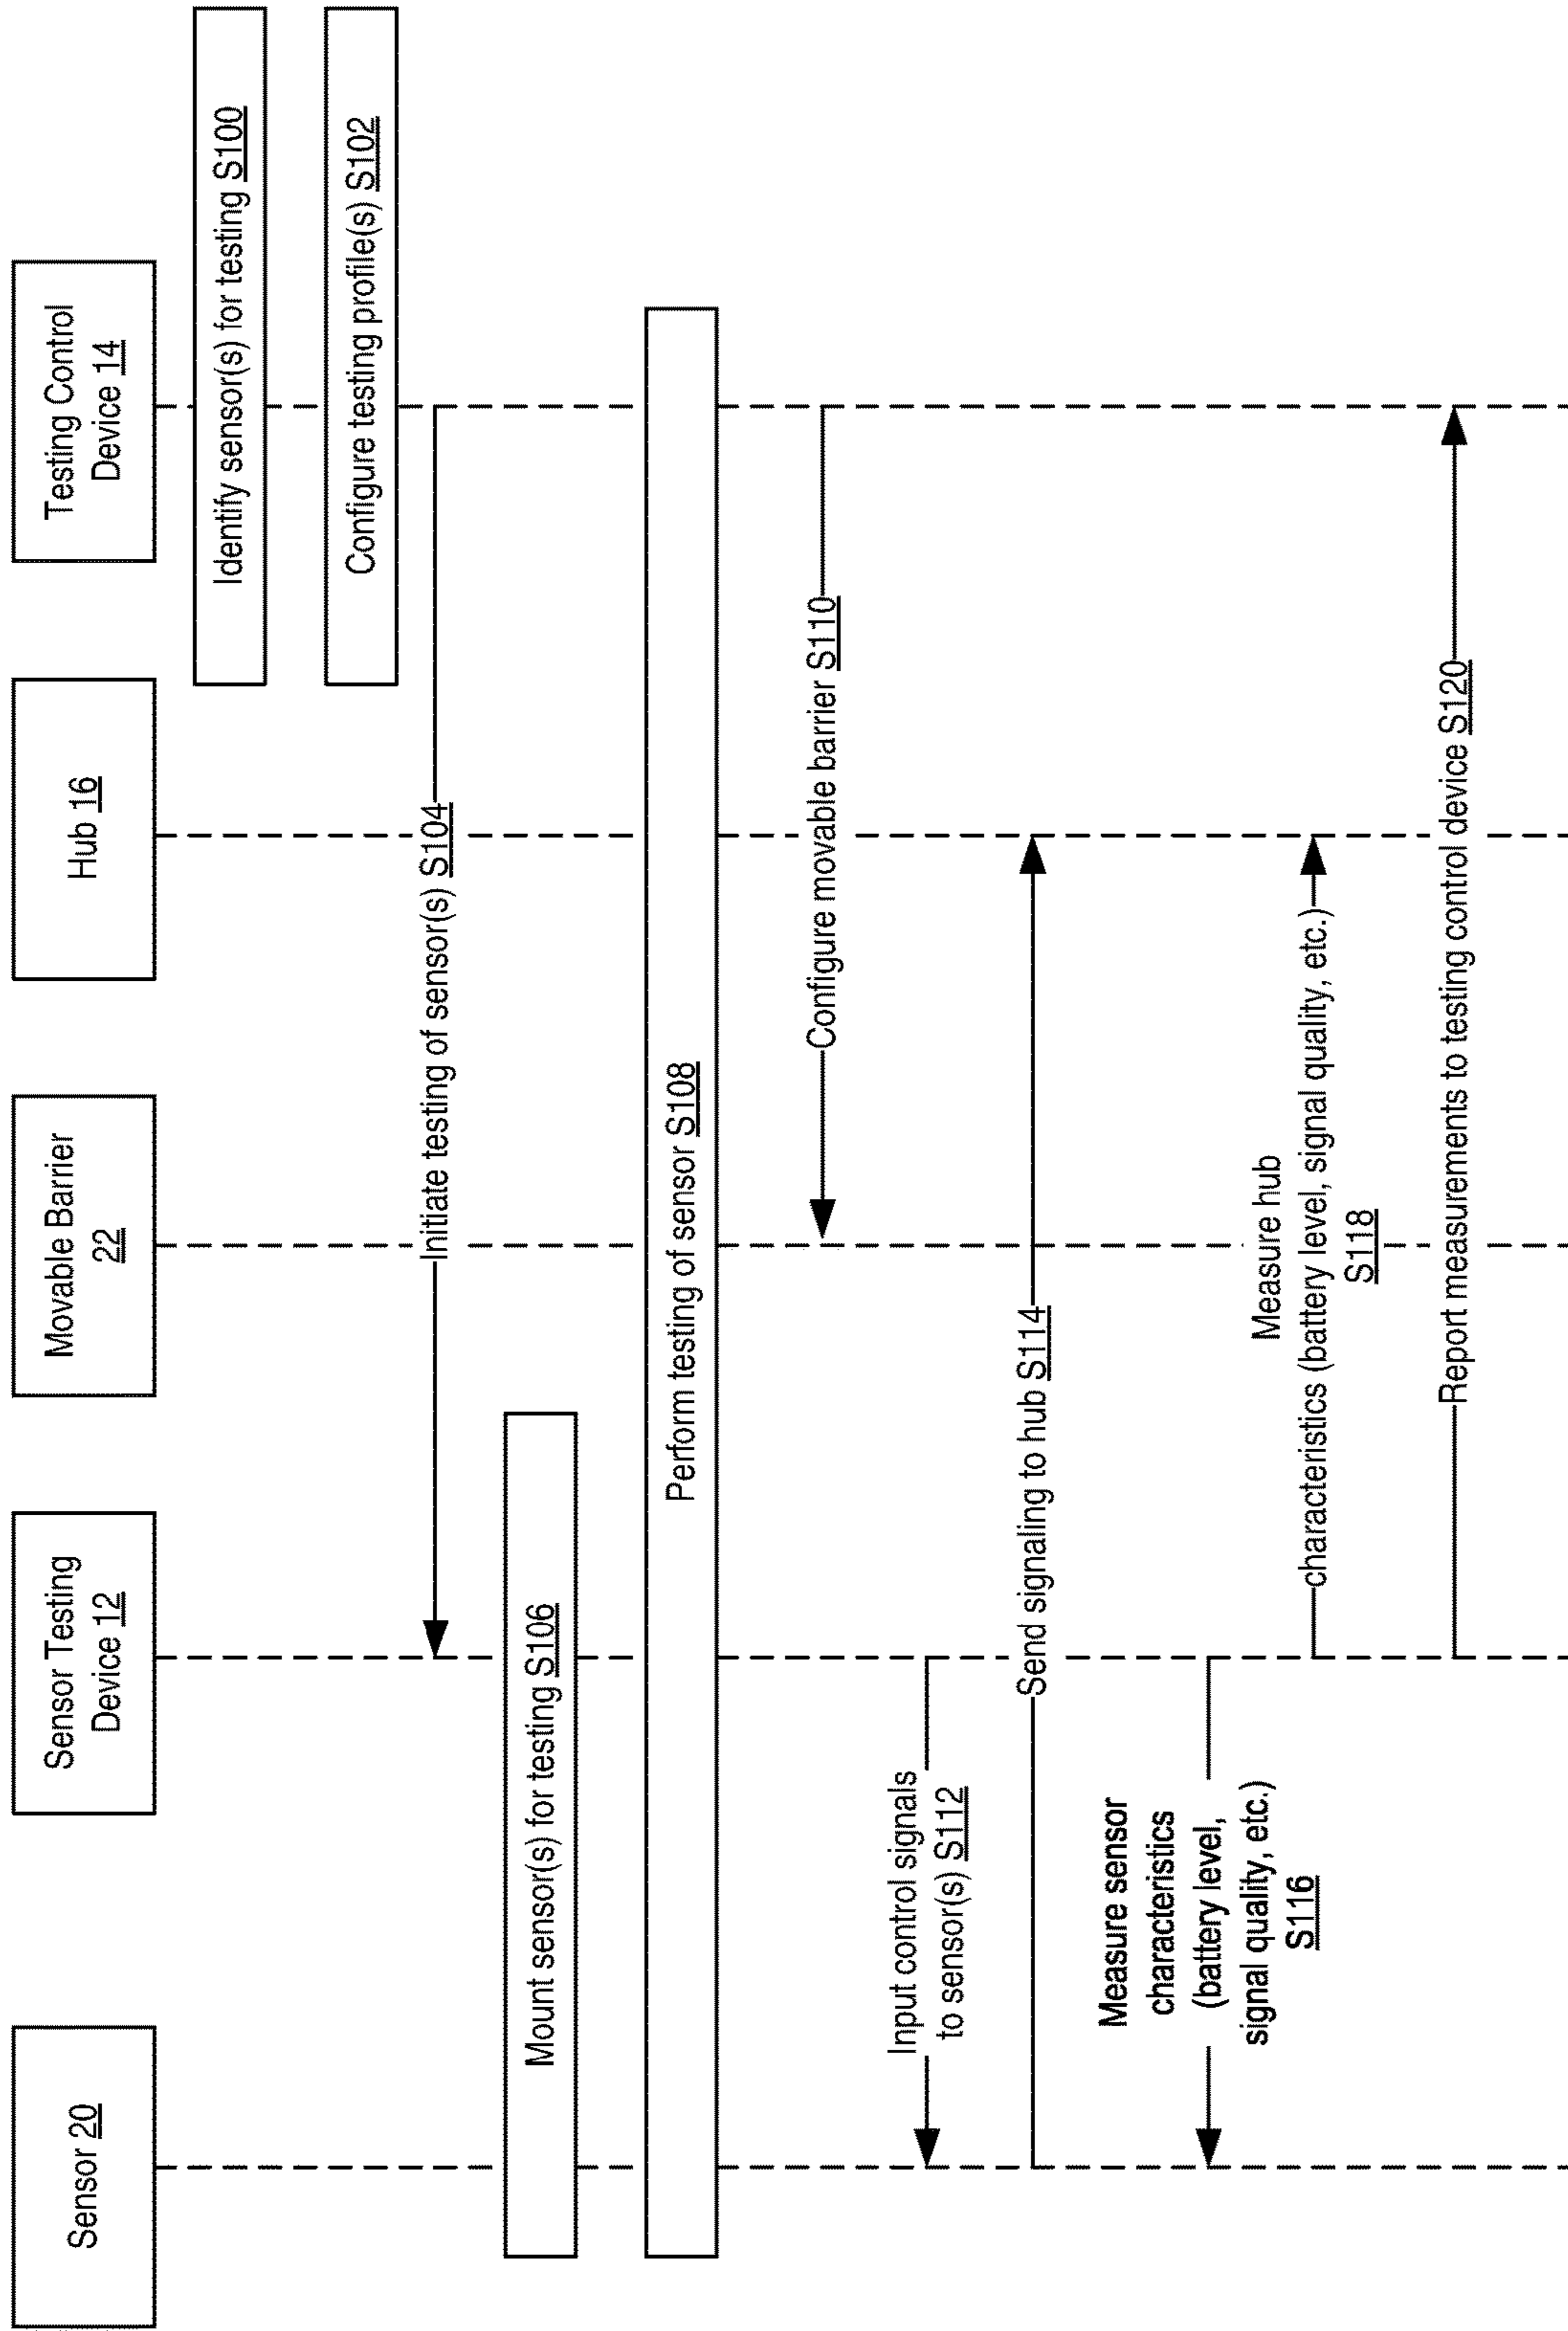 Sensor 20
Sensor Testing
Device 12
Movable Barrier
22
Hub 16
Testing Control
Device 14
Identify sensor(s) for testing S100
Configure testing profile(s) S102
Initiate testing of sensor(s) S104
Mount sensor(s) for testing S106
Perform testing of sensor S108
Configure movable barrier S110
Input control signals
to sensor(s) S112
Send signaling to hub S114
Measure sensor
characteristics
(battery level,
signal quality, etc.)
S116
Measure hub
characteristics (battery level, signal quality, etc.)
S118
Report measurements to testing control device S120